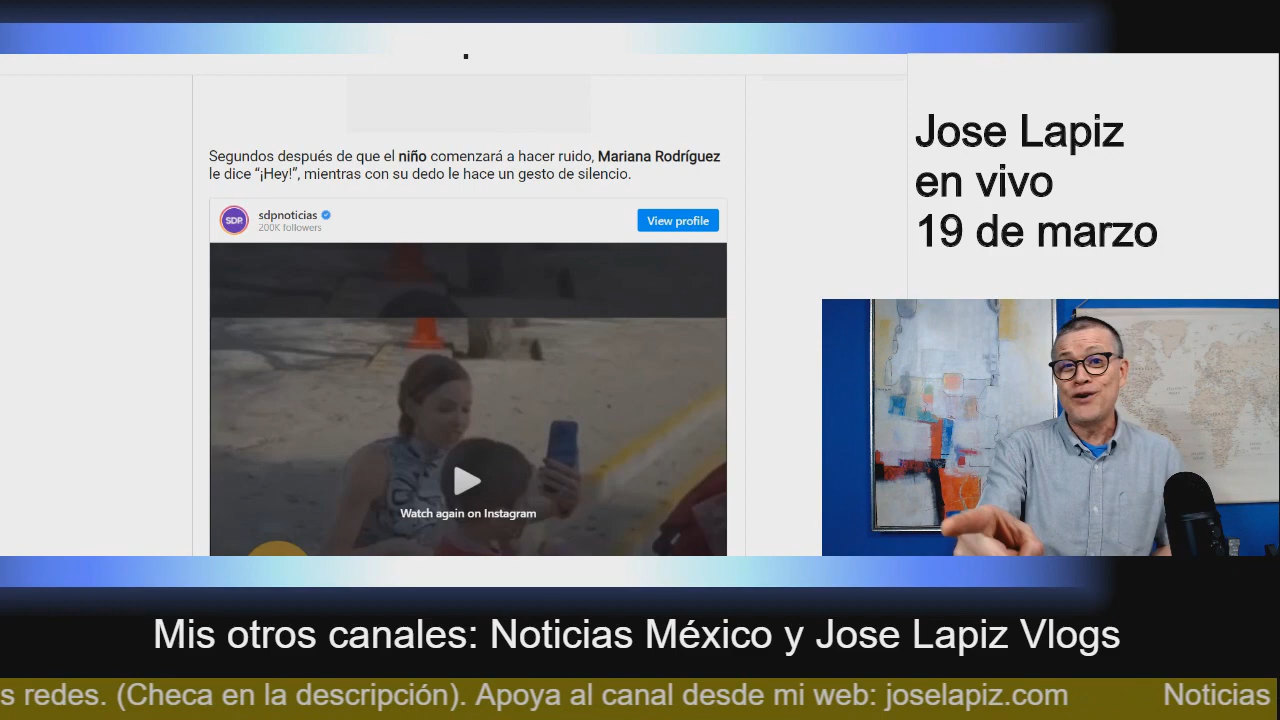 .
Segundos después de que el niño comenzará a hacer ruido, Mariana Rodríguez
le dice “¡Hey!”, mientras con su dedo le hace un gesto de silencio.
SDP
sdpnoticias
200K followers
View profile
Watch again on Instagram
Jose Lapiz
en vivo
19 de marzo
Mis otros canales: Noticias México y Jose Lapiz Vlogs
s redes. (Checa en la descripción). Apoya al canal desde mi web: joselapiz.com Noticias